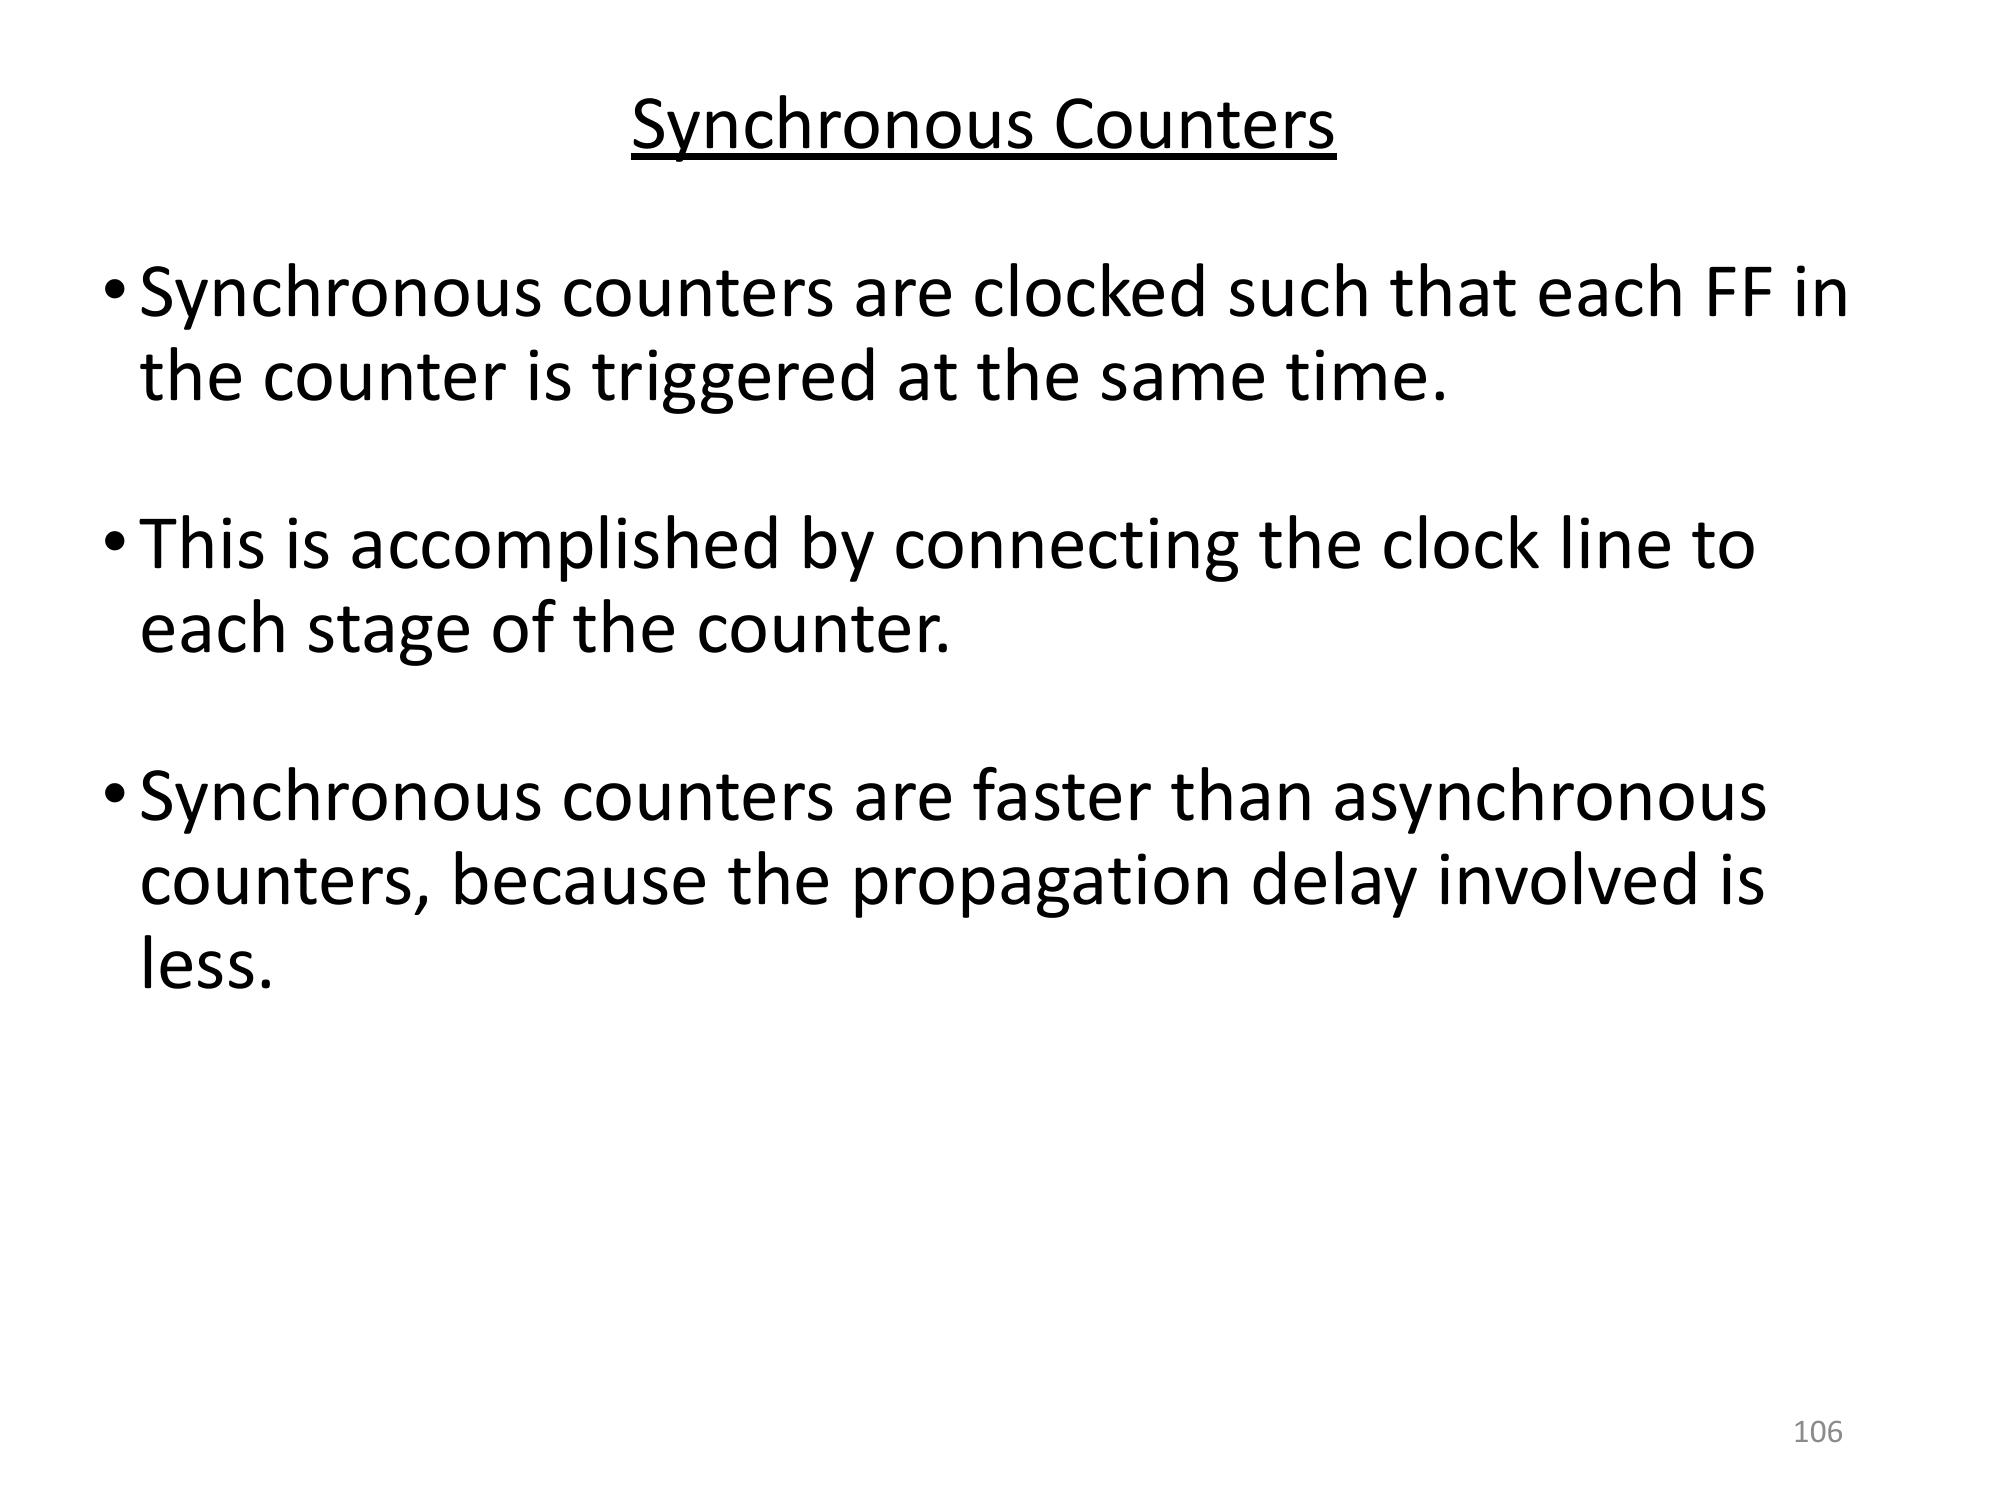 Synchronous Counters
• Synchronous counters are clocked such that each FF in
the counter is triggered at the same time.
• This is accomplished by connecting the clock line to
each stage of the counter.
• Synchronous counters are faster than asynchronous
counters, because the propagation delay involved is
less.
106